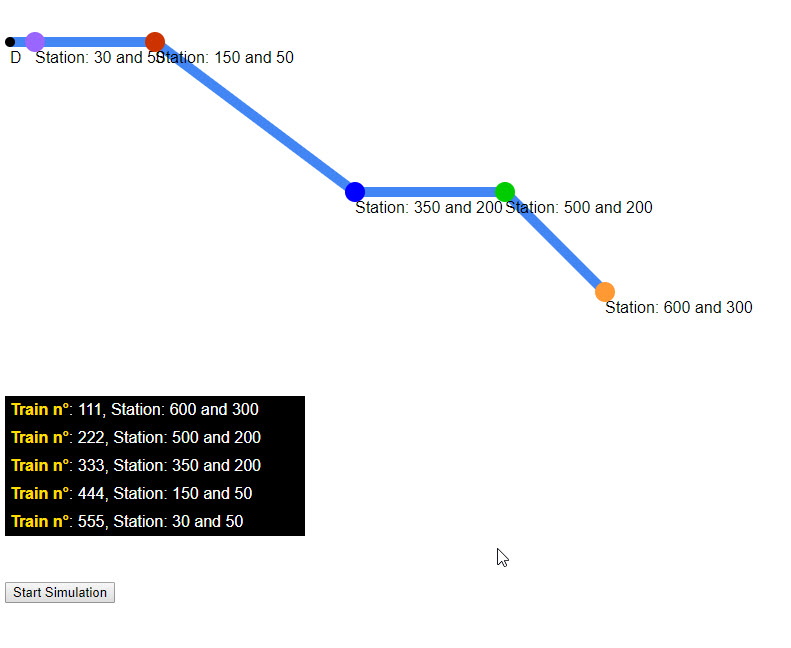 D
Station: 30 and 50
Station: 150 and 50
Station: 350 and 200
Station: 500 and 200
Station: 600 and 300
Train n°: 111, Station: 600 and 300
Train n°: 222, Station: 500 and 200
Train n°: 333, Station: 350 and 200
Train n°: 444, Station: 150 and 50
Train n°: 555, Station: 30 and 50
Start Simulation